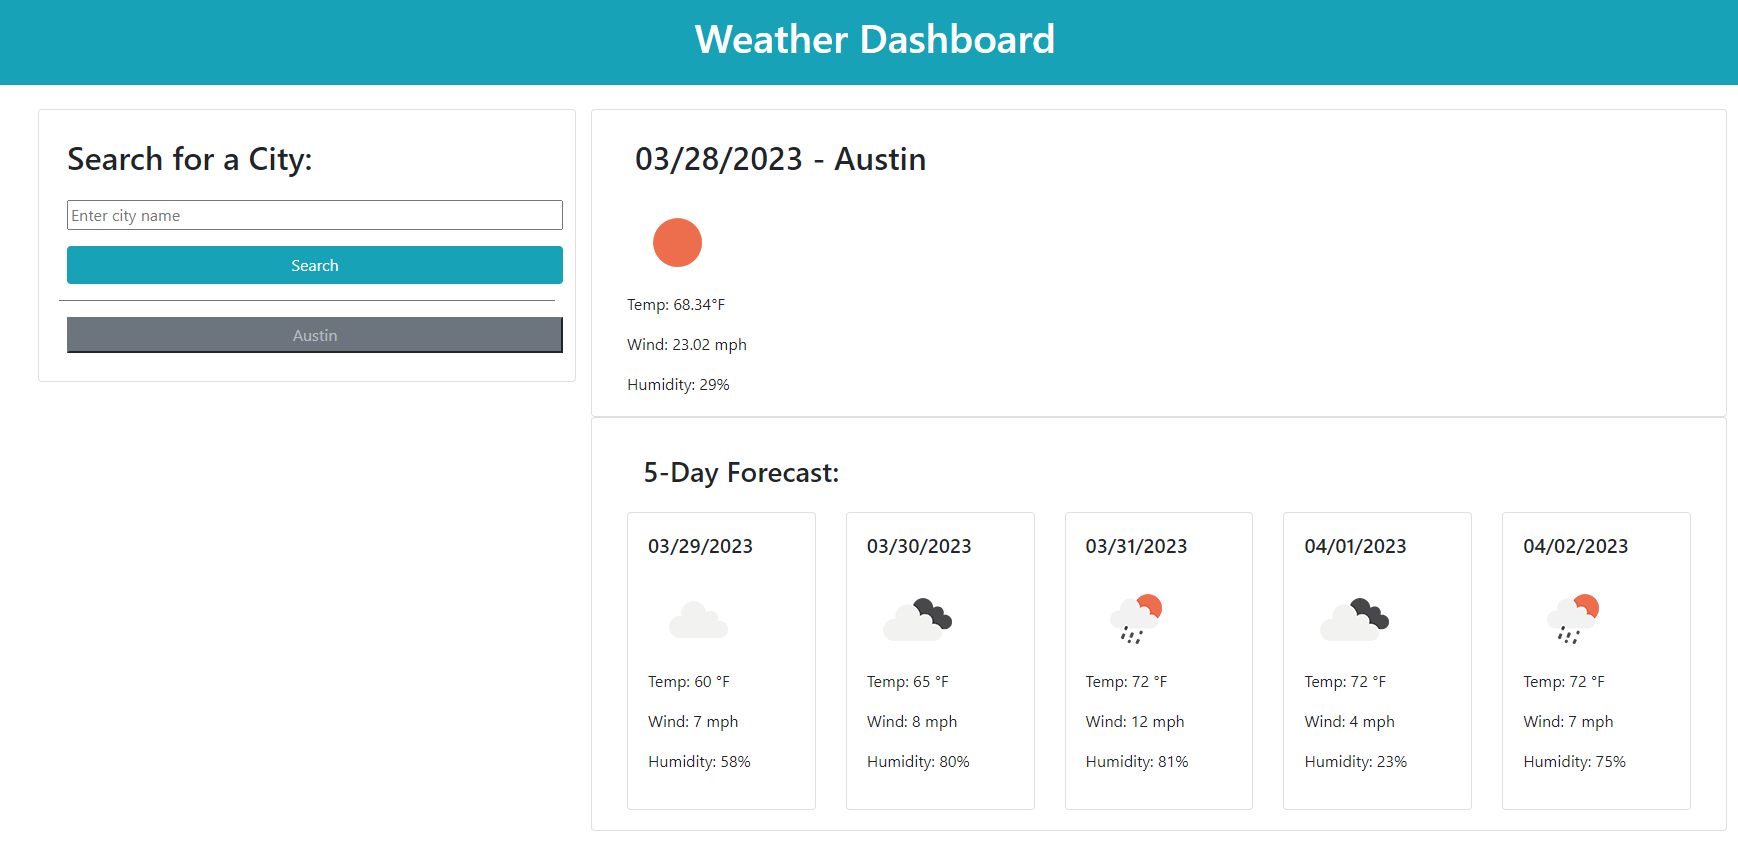 Weather Dashboard
Search for a City:
Enter city name
Search
Austin
03/28/2023 - Austin
Temp: 68.34°F
Wind: 23.02 mph
Humidity: 29%
5-Day Forecast:
03/29/2023
Temp: 60 °F
Wind: 7 mph
Humidity: 58%
03/30/2023
Temp: 65 °F
Wind: 8 mph
Humidity: 80%
03/31/2023
Temp: 72 °F
Wind: 12 mph
Humidity: 81%
04/01/2023
Temp: 72 °F
Wind: 4 mph
Humidity: 23%
04/02/2023
Temp: 72 °F
Wind: 7 mph
Humidity: 75%